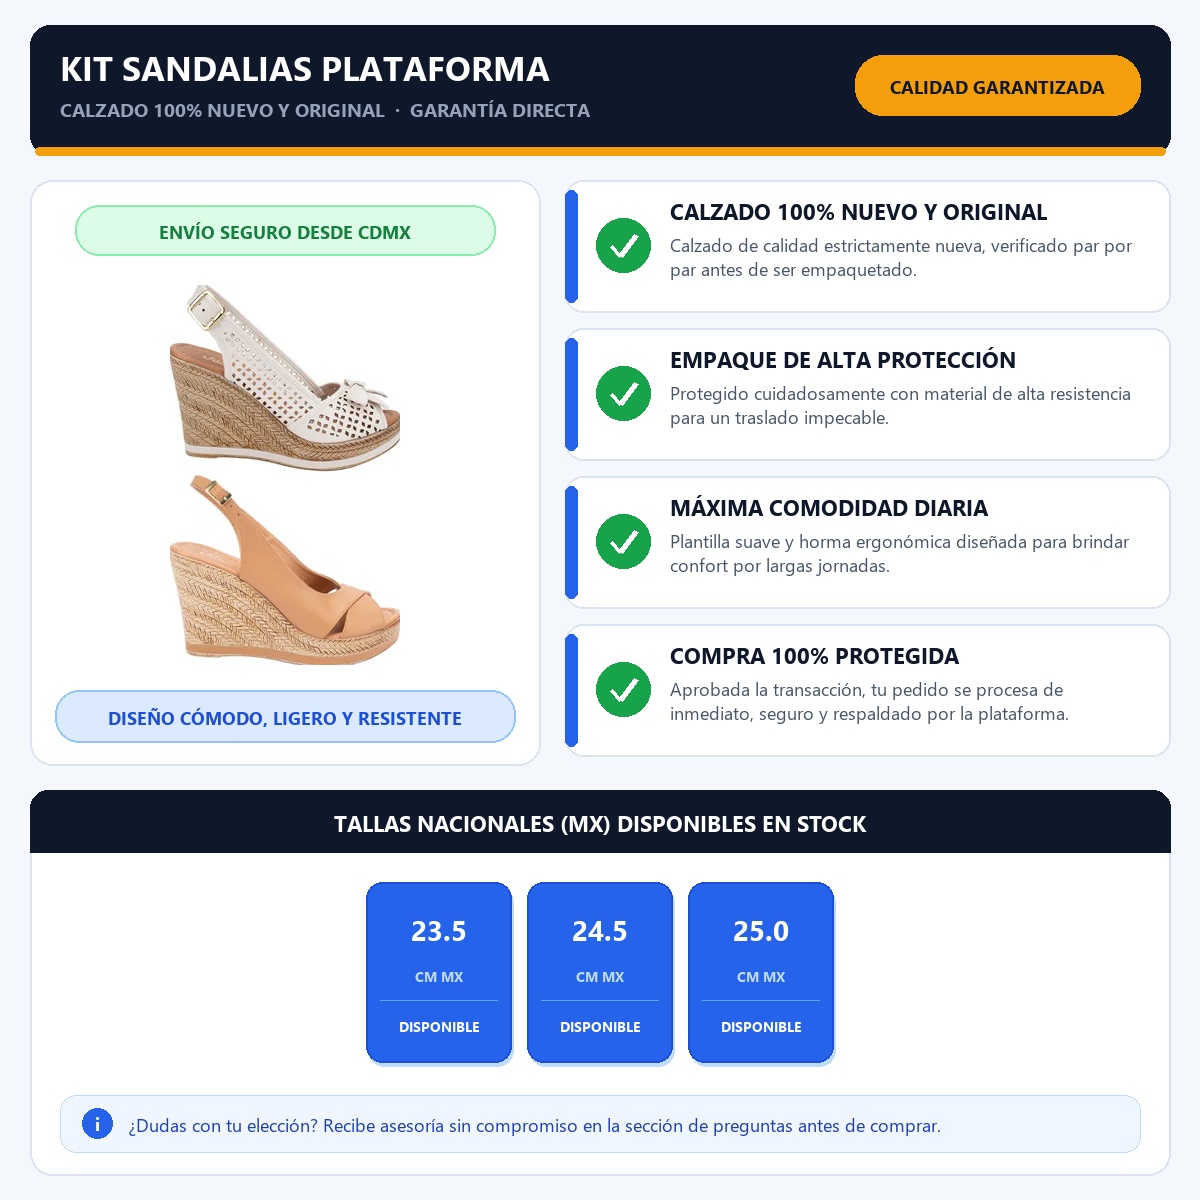 KIT SANDALIAS PLATAFORMA
CALZADO 100% NUEVO Y ORIGINAL · GARANTÍA DIRECTA
CALIDAD GARANTIZADA
ENVÍO SEGURO DESDE CDMX
DISEÑO CÓMODO, LIGERO Y RESISTENTE
CALZADO 100% NUEVO Y ORIGINAL
Calzado de calidad estrictamente nueva, verificado par por
par antes de ser empaquetado.
EMPAQUE DE ALTA PROTECCIÓN
Protegido cuidadosamente con material de alta resistencia
para un traslado impecable.
MÁXIMA COMODIDAD DIARIA
Plantilla suave y horma ergonómica diseñada para brindar
confort por largas jornadas.
COMPRA 100% PROTEGIDA
Aprobada la transacción, tu pedido se procesa de
inmediato, seguro y respaldado por la plataforma.
TALLAS NACIONALES (MX) DISPONIBLES EN STOCK
23.5
CM MX
DISPONIBLE
24.5
CM MX
DISPONIBLE
25.0
CM MX
DISPONIBLE
¿Dudas con tu elección? Recibe asesoría sin compromiso en la sección de preguntas antes de comprar.